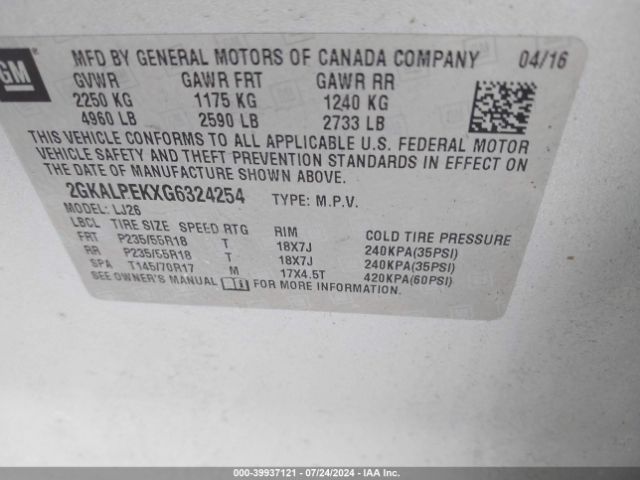 GM
MFD BY GENERAL MOTORS OF CANADA COMPANY 04/16
GVWR GAWR FRT GAWR RR
2250 KG 1175 KG 1240 KG
4960 LB 2590 LB 2733 LB
THIS VEHICLE CONFORMS TO ALL APPLICABLE U.S. FEDERAL MOTOR
VEHICLE SAFETY AND THEFT PREVENTION STANDARDS IN EFFECT ON
THE DATE OF MANUFACTURE SHOWN ABOVE.
2GKALPEKXG6324254 TYPE: M.P.V.
MODEL: LJ26
LBCL TIRE SIZE SPEED RTG RIM COLD TIRE PRESSURE
FRT P235/55R18 T 18X7J 240KPA(35PSI)
RR P235/55R18 T 18X7J 240KPA(35PSI)
SPA T145/70R17 M 17X4.5T 420KPA(60PSI)
SEE OWNER'S MANUAL FOR MORE INFORMATION.
000-39937121 - 07/24/2024 - IAA Inc.